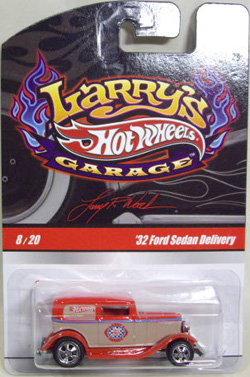 Larry's
Hot Wheels
GARAGE
8/20
'32 Ford Sedan Delivery